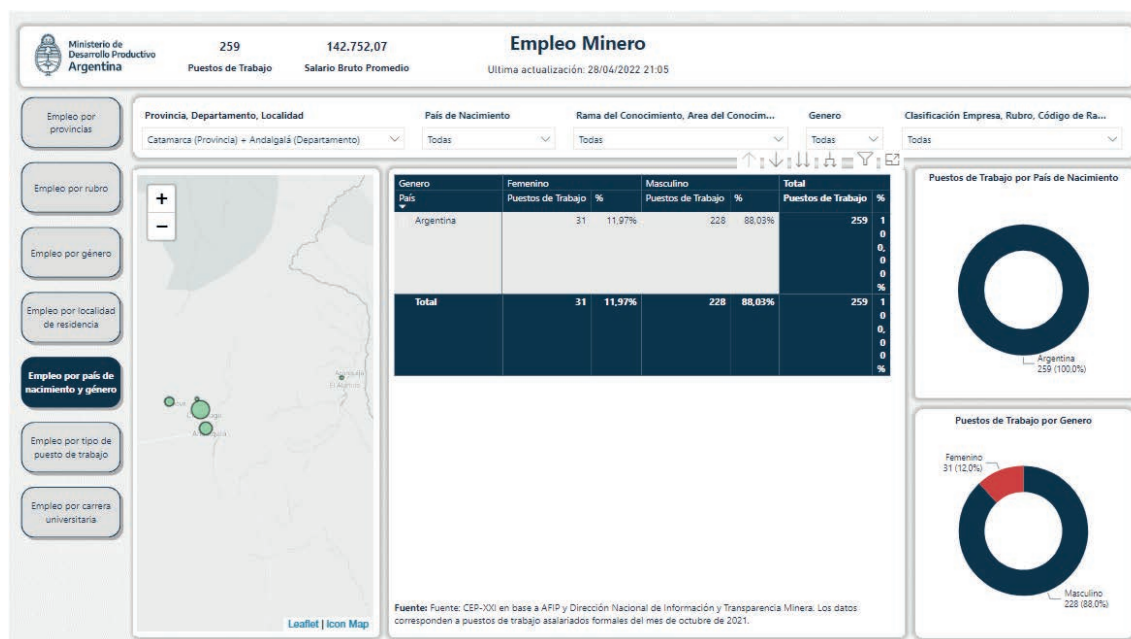 Ministerio de
Desarrollo Productivo
Argentina
259
Puestos de Trabajo
142.752,07
Salario Bruto Promedio
Empleo Minero
Ultima actualización: 28/04/2022 21:05
Empleo por
provincias
Empleo por rubro
Empleo por género
Empleo por localidad
de residencia
Empleo por país de
nacimiento y género
Empleo por tipo de
puesto de trabajo
Empleo por carrera
universitaria
Provincia, Departamento, Localidad
Catamarca (Provincia) + Andalgalá (Departamento)
País de Nacimiento
Todas
Rama del Conocimiento, Area del Conocim...
Todas
Genero
Todas
Clasificación Empresa, Rubro, Código de Ra...
Todas
+
−
Leaflet | Icon Map
Genero Femenino Masculino Total
País Puestos de Trabajo % Puestos de Trabajo % Puestos de Trabajo %
Argentina 31 11,97% 228 88,03% 259 100,00%
Total 31 11,97% 228 88,03% 259 100,00%
Fuente: Fuente: CEP-XXI en base a AFIP y Dirección Nacional de Información y Transparencia Minera. Los datos
corresponden a puestos de trabajo asalariados formales del mes de octubre de 2021.
Puestos de Trabajo por País de Nacimiento
Argentina
259 (100,0%)
Puestos de Trabajo por Genero
Femenino
31 (12,0%)
Masculino
228 (88,0%)